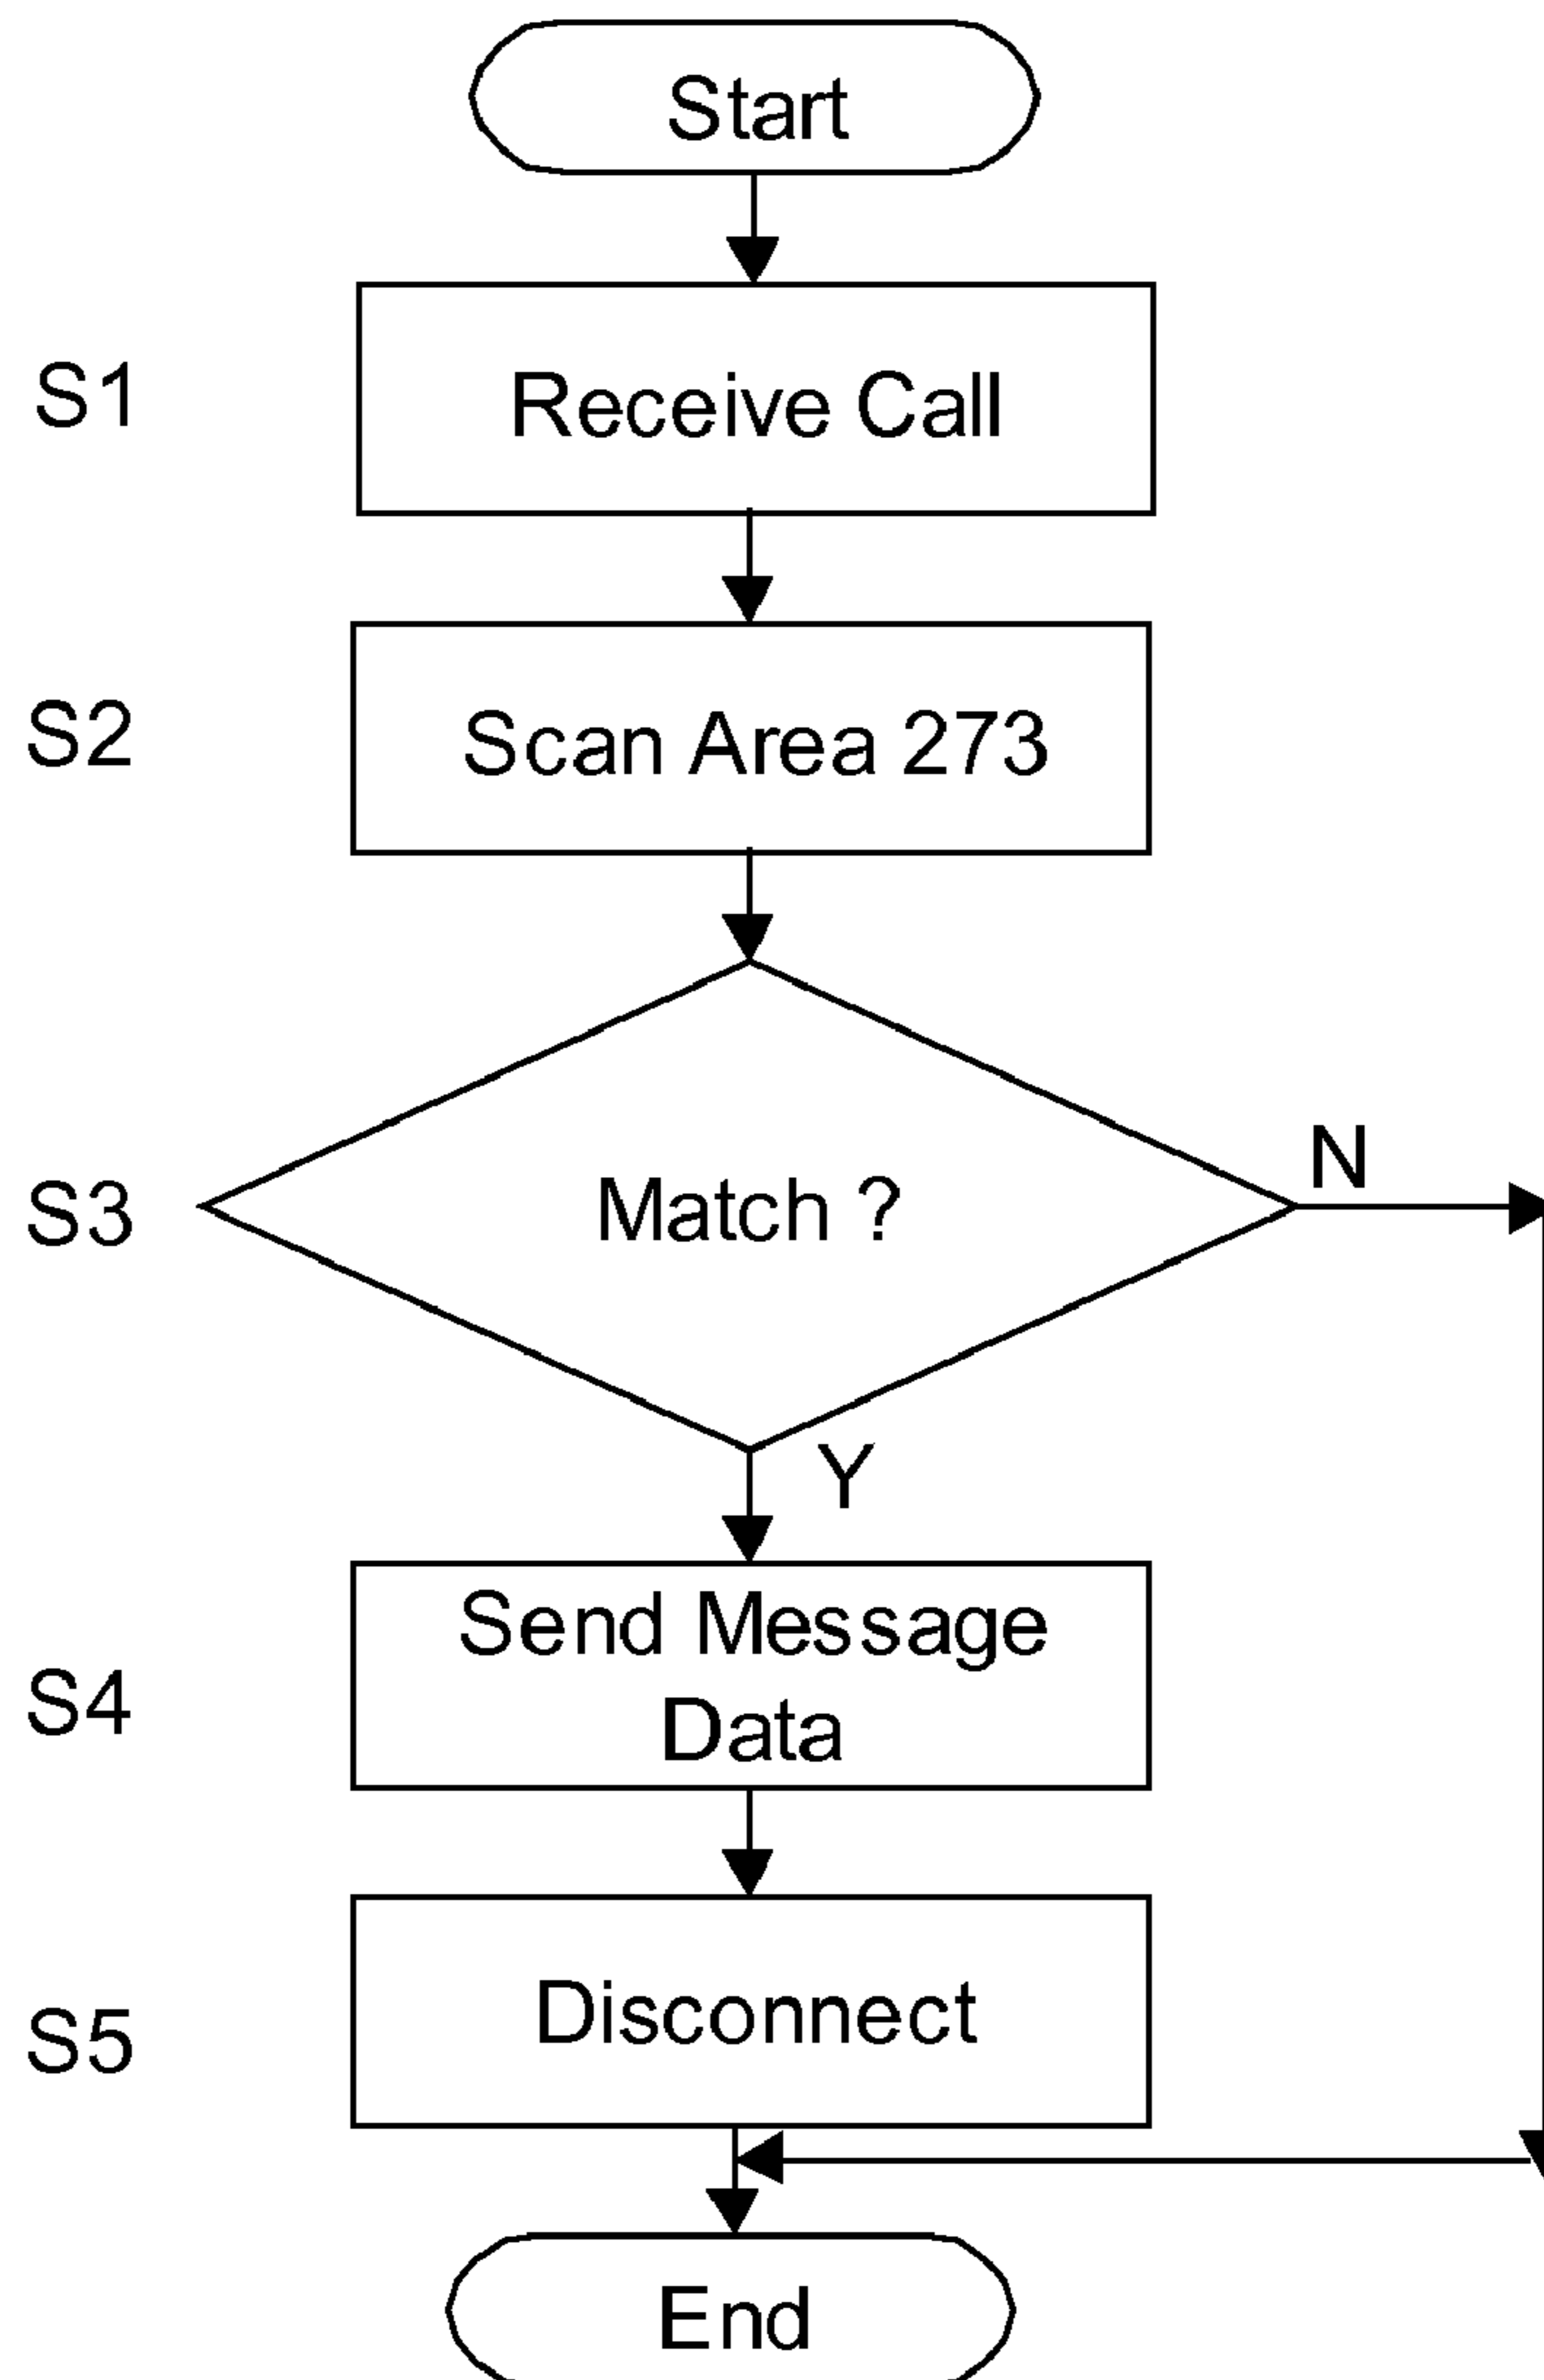 Start
S1
Receive Call
S2
Scan Area 273
S3
Match ?
N
Y
S4
Send Message
Data
S5
Disconnect
End